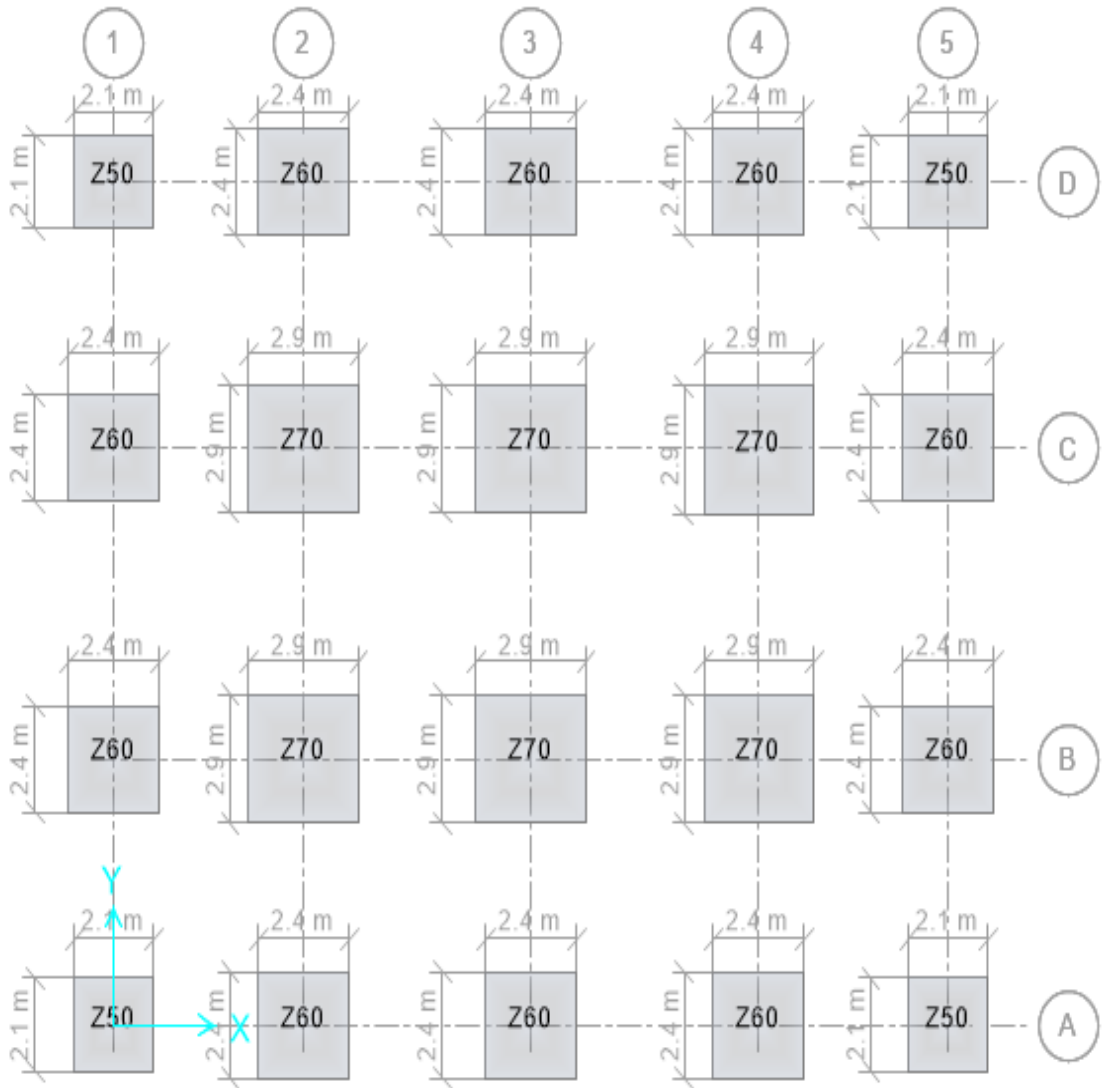 1 2 3 4 5
2.1 m 2.4 m 2.4 m 2.4 m 2.1 m
2.1 m Z50 2.4 m Z60 2.4 m Z60 2.4 m Z60 2.1 m Z50 D
2.4 m 2.9 m 2.9 m 2.9 m 2.4 m
2.4 m Z60 2.9 m Z70 2.9 m Z70 2.9 m Z70 2.4 m Z60 C
2.4 m 2.9 m 2.9 m 2.9 m 2.4 m
2.4 m Z60 2.9 m Z70 2.9 m Z70 2.9 m Z70 2.4 m Z60 B
Y
2.1 m 2.4 m 2.4 m 2.4 m 2.1 m
2.1 m Z50 X 2.4 m Z60 2.4 m Z60 2.4 m Z60 2.1 m Z50 A